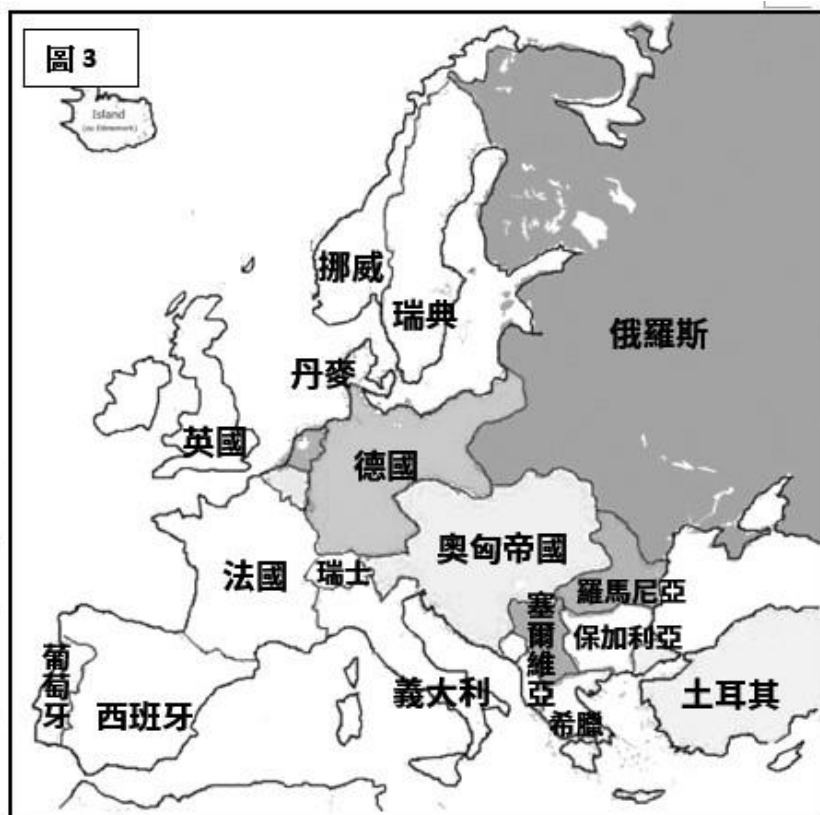 圖 3
Island
(zu Dänemark)
挪威
瑞典
俄羅斯
丹麥
英國
德國
奧匈帝國
法國
瑞士
羅馬尼亞
塞爾維亞
保加利亞
葡萄牙
西班牙
義大利
希臘
土耳其